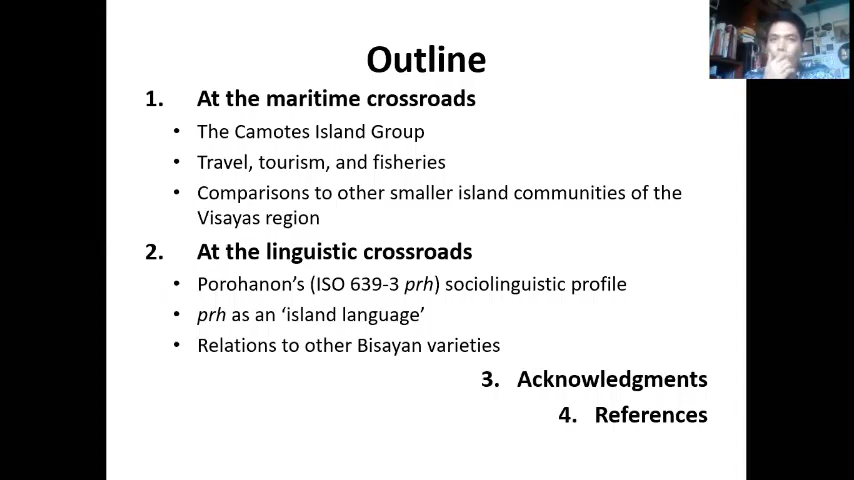 Outline
1. At the maritime crossroads
• The Camotes Island Group
• Travel, tourism, and fisheries
• Comparisons to other smaller island communities of the
Visayas region
2. At the linguistic crossroads
• Porohanon’s (ISO 639-3 prh) sociolinguistic profile
• prh as an ‘island language’
• Relations to other Bisayan varieties
3. Acknowledgments
4. References